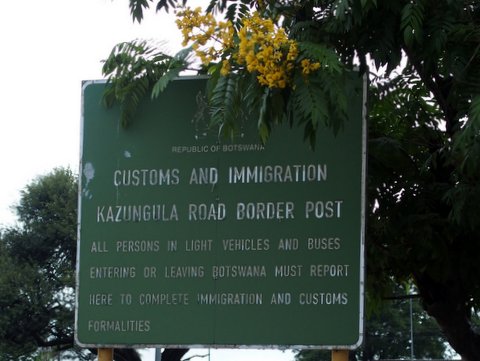 REPUBLIC OF BOTSWANA
CUSTOMS AND IMMIGRATION
KAZUNGULA ROAD BORDER POST
ALL PERSONS IN LIGHT VEHICLES AND BUSES
ENTERING OR LEAVING BOTSWANA MUST REPORT
HERE TO COMPLETE IMMIGRATION AND CUSTOMS
FORMALITIES